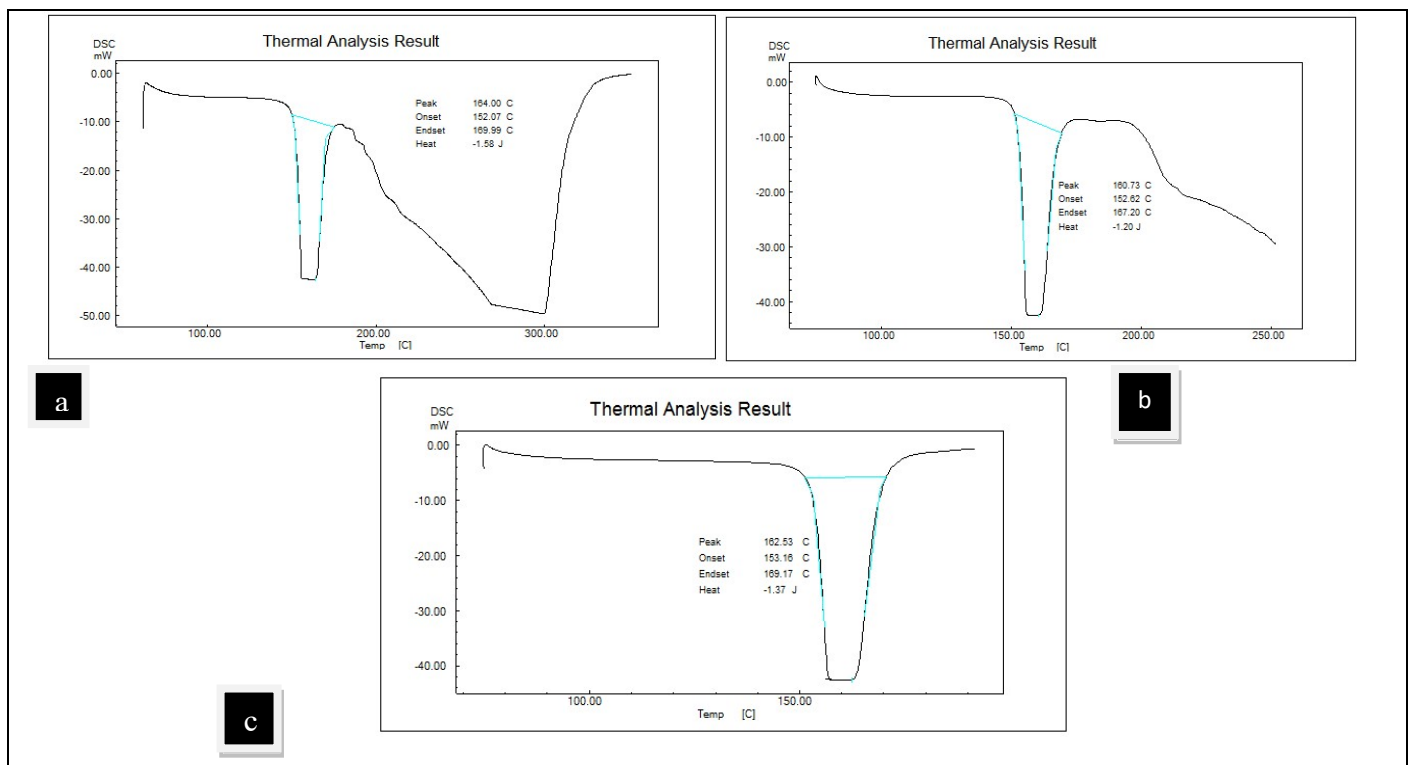 Thermal Analysis Result
DSC
mW
0.00
-10.00
-20.00
-30.00
-40.00
-50.00
Peak 164.00 C
Onset 152.07 C
Endset 169.99 C
Heat -1.58 J
100.00 200.00 300.00
Temp [C]
a
Thermal Analysis Result
DSC
mW
0.00
-10.00
-20.00
-30.00
-40.00
Peak 160.73 C
Onset 152.62 C
Endset 167.20 C
Heat -1.20 J
100.00 150.00 200.00 250.00
Temp [C]
b
Thermal Analysis Result
DSC
mW
0.00
-10.00
-20.00
-30.00
-40.00
Peak 162.53 C
Onset 153.16 C
Endset 169.17 C
Heat -1.37 J
100.00 150.00
Temp [C]
c